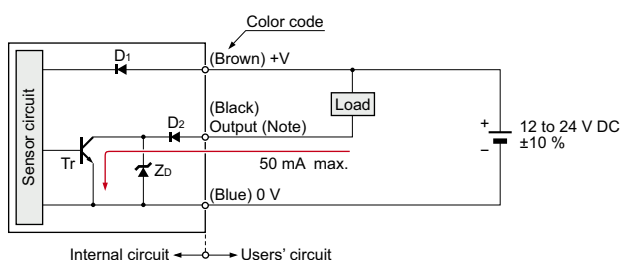 Color code
D1
(Brown) +V
Sensor circuit
(Black)
Load
D2
Output (Note)
+
12 to 24 V DC
±10 %
−
Tr
ZD
50 mA max.
(Blue) 0 V
Internal circuit
Users' circuit